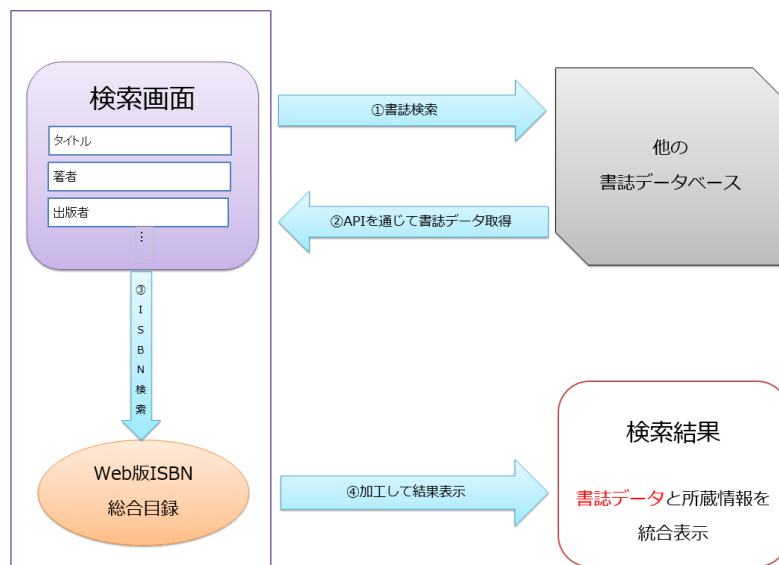 検索画面
タイトル
著者
出版者
⋮
①書誌検索
他の
書誌データベース
②APIを通じて書誌データ取得
③ISBN検索
Web版ISBN
総合目録
④加工して結果表示
検索結果
書誌データと所蔵情報を
統合表示